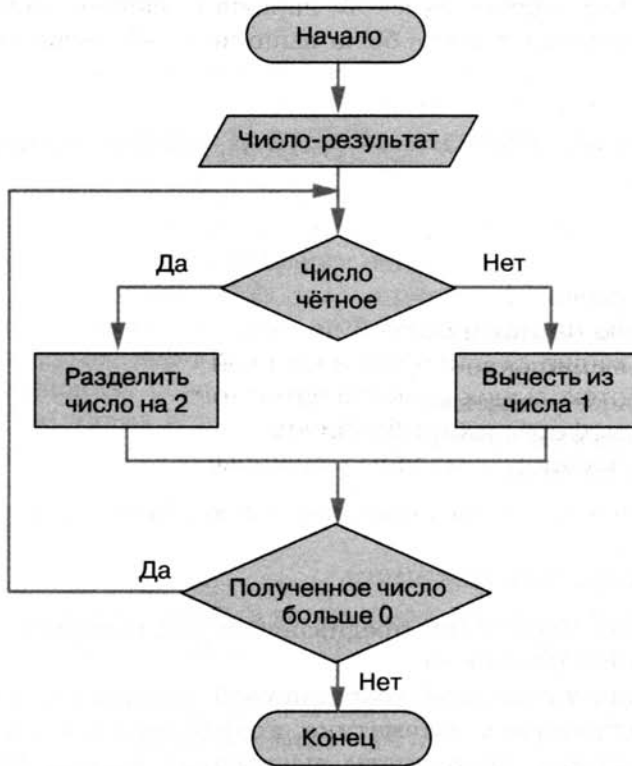 Начало
Число-результат
Да
Число
чётное
Нет
Разделить
число на 2
Вычесть из
числа 1
Да
Полученное число
больше 0
Нет
Конец